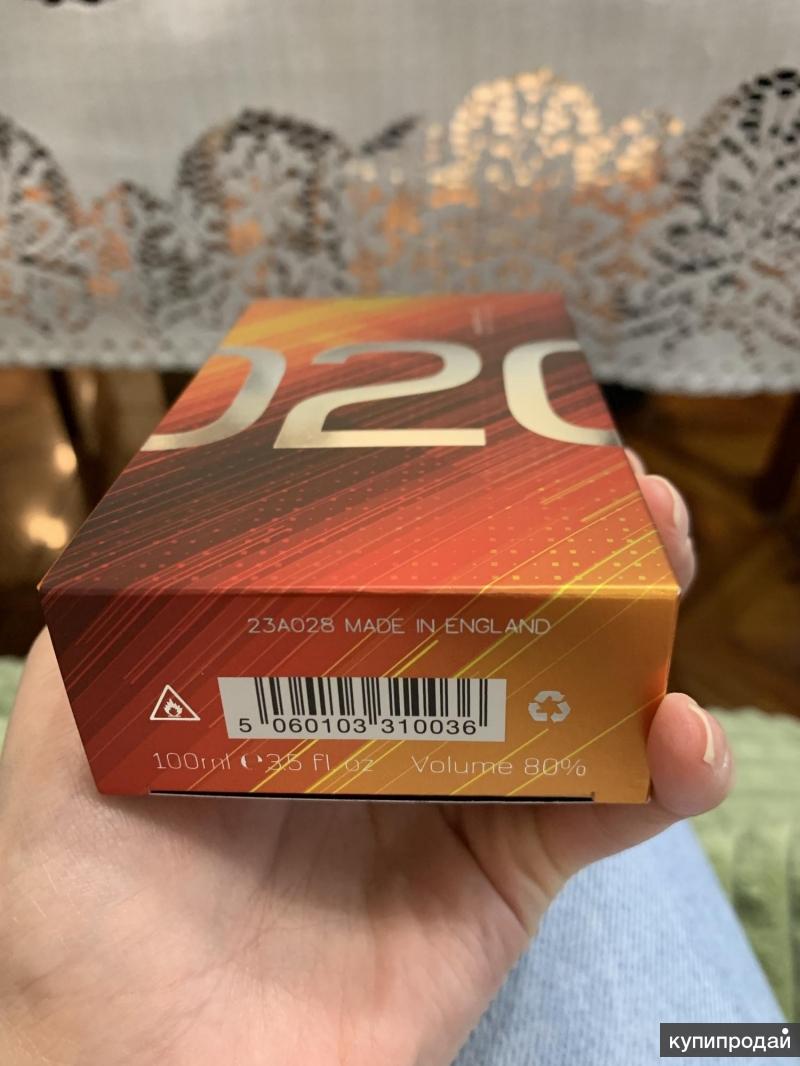 020
23A028 MADE IN ENGLAND
5 060103 310036
100ml ℮ 3.5 fl. oz Volume 80%
купипродай